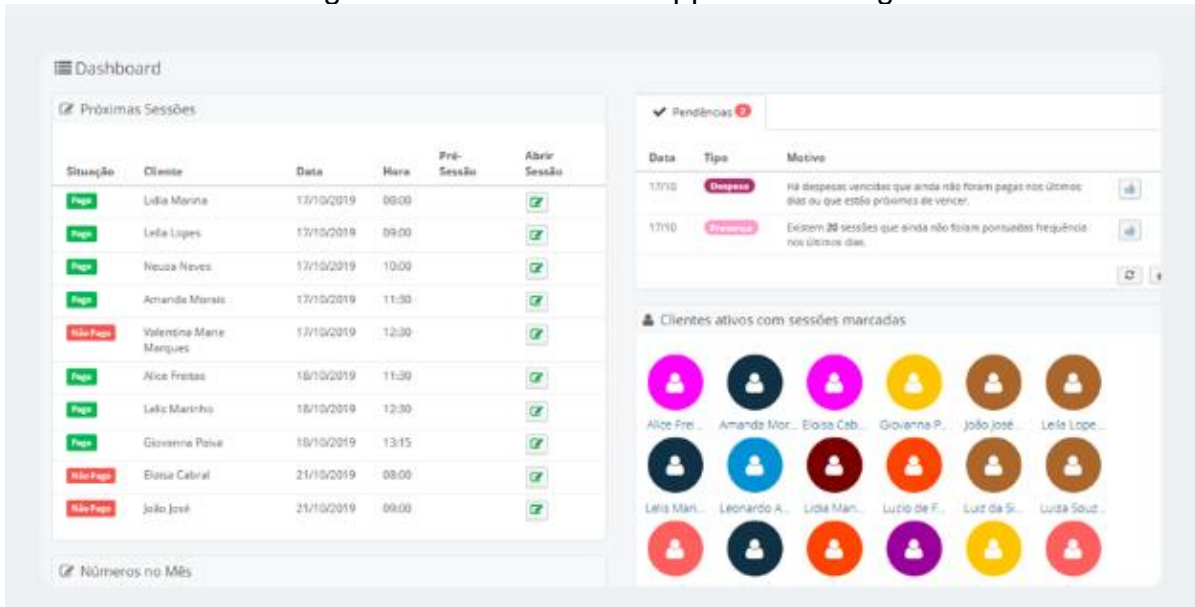 Dashboard
Próximas Sessões
Situação Cliente Data Hora Pré-Sessão Abrir Sessão
Pago Lidia Marina 17/10/2019 08:00
Pago Leila Lopes 17/10/2019 09:00
Pago Neuza Neves 17/10/2019 10:00
Pago Amanda Morais 17/10/2019 11:30
Não Pago Valentina Marie 17/10/2019 12:30
Marques
Pago Alice Freitas 18/10/2019 11:30
Pago Lelis Marinho 18/10/2019 12:30
Pago Giovanna Paiva 18/10/2019 13:15
Não Pago Eloisa Cabral 21/10/2019 08:00
Não Pago João José 21/10/2019 09:00
Números no Mês
Pendências 2
Data Tipo Motivo
17/10 Despesa Há despesas vencidas que ainda não foram pagas nos últimos
dias ou que estão próximos de vencer.
17/10 Presença Existem 20 sessões que ainda não foram pontuadas frequência
nos últimos dias.
Clientes ativos com sessões marcadas
Alice Frei... Amanda Mor... Eloisa Cab... Giovanna P... João José... Leila Lope...
Lelis Mari... Leonardo A... Lidia Mari... Lucio de F... Luiz da Si... Luiza Souz...